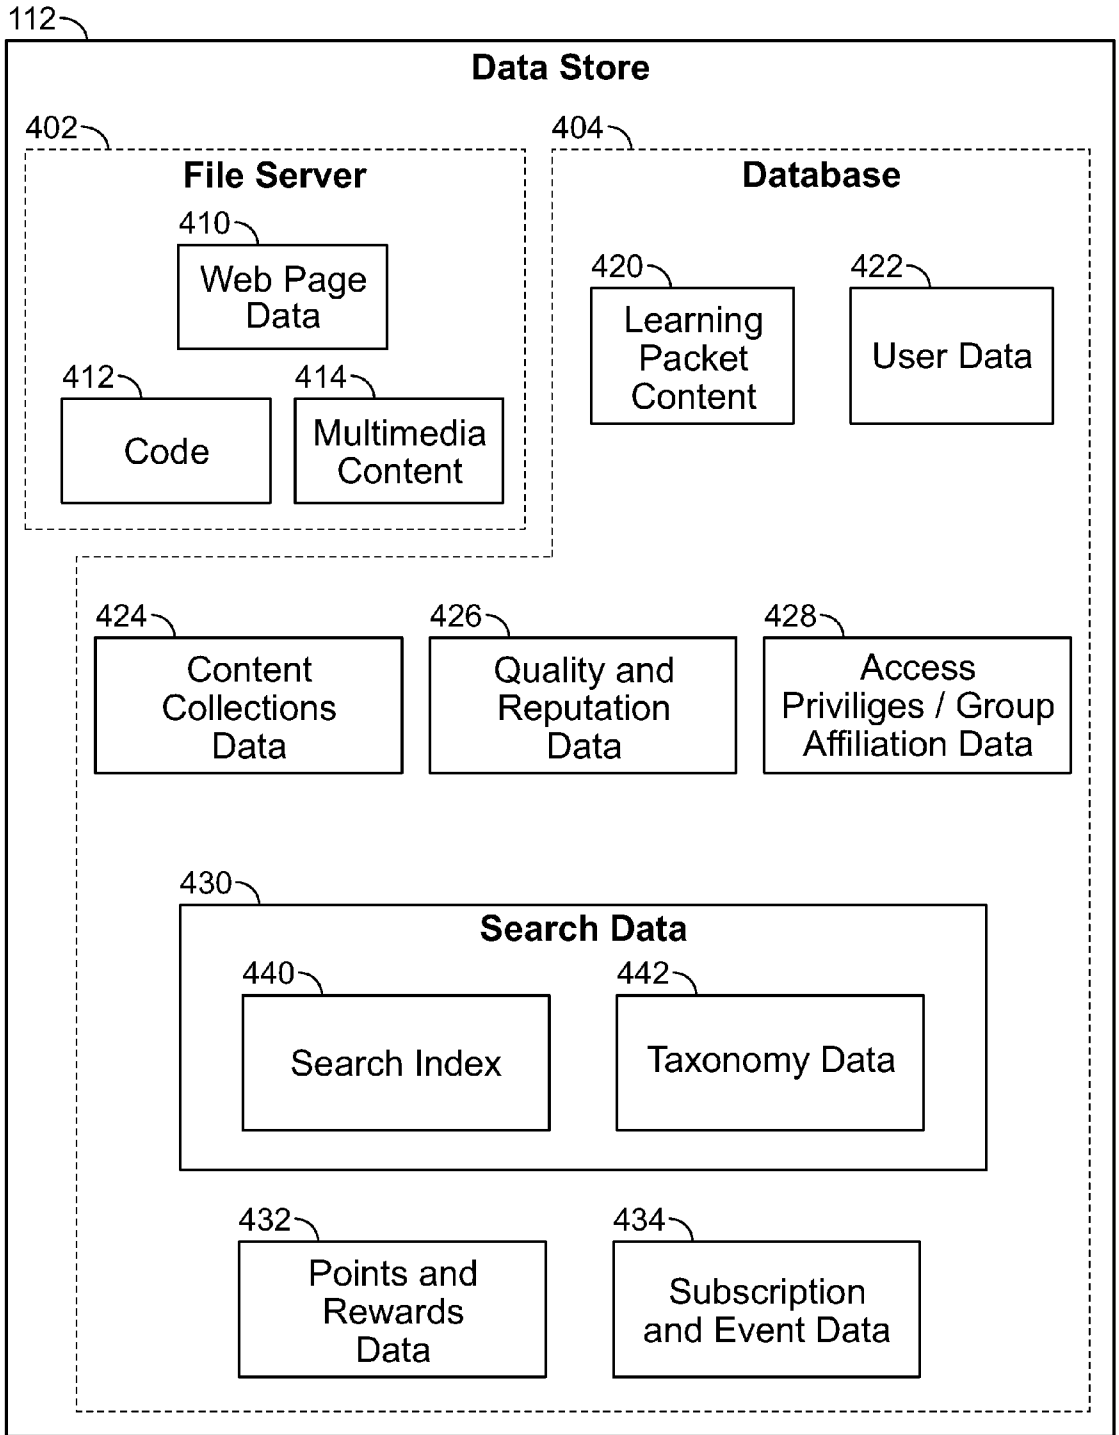 112
Data Store
402
File Server
410
Web Page
Data
412
Code
414
Multimedia
Content
404
Database
420
Learning
Packet
Content
422
User Data
424
Content
Collections
Data
426
Quality and
Reputation
Data
428
Access
Priviliges / Group
Affiliation Data
430
Search Data
440
Search Index
442
Taxonomy Data
432
Points and
Rewards
Data
434
Subscription
and Event Data